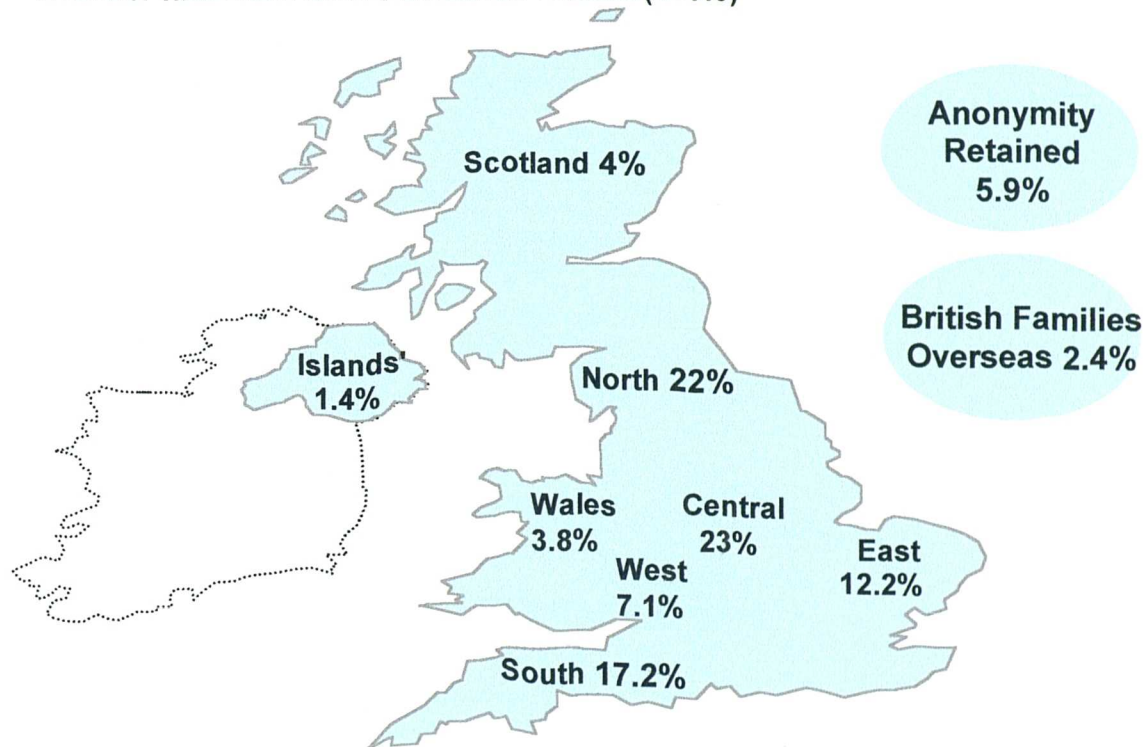 Scotland 4%
Anonymity
Retained
5.9%
British Families
Overseas 2.4%
Islands'
1.4%
North 22%
Wales
3.8%
Central
23%
East
12.2%
West
7.1%
South 17.2%